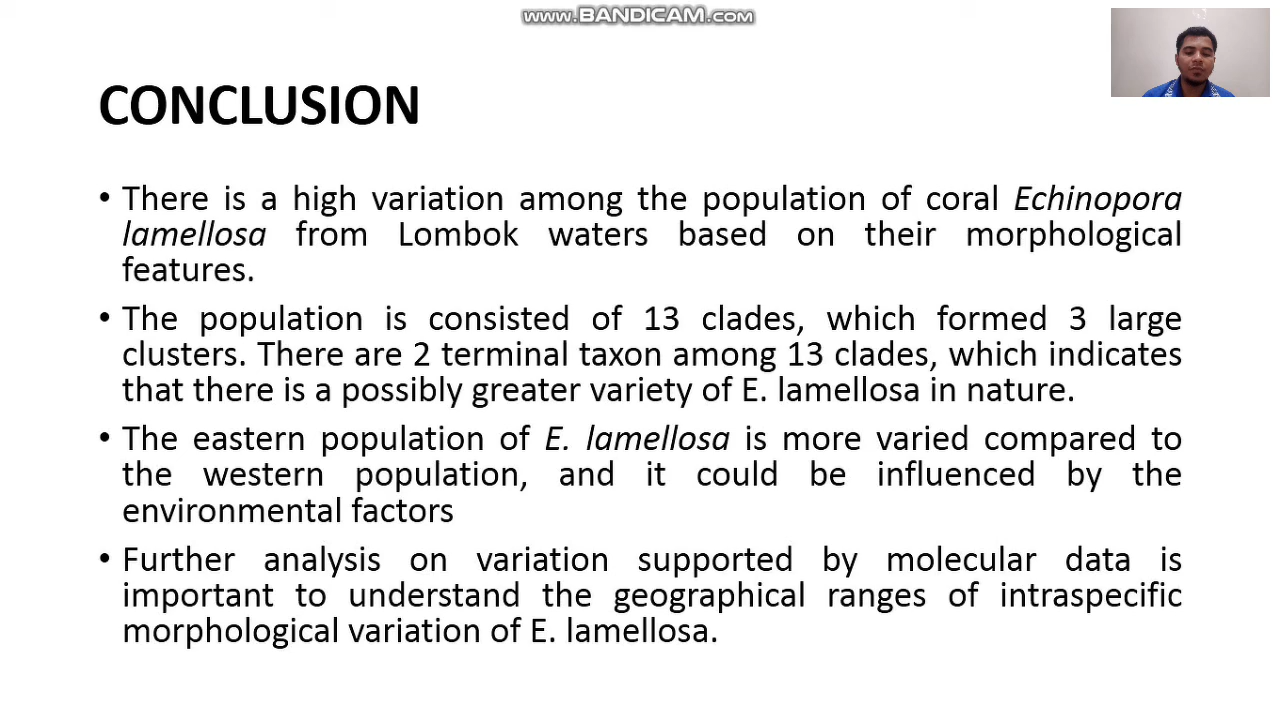 www.BANDICAM.com
CONCLUSION
• There is a high variation among the population of coral Echinopora
lamellosa from Lombok waters based on their morphological
features.
• The population is consisted of 13 clades, which formed 3 large
clusters. There are 2 terminal taxon among 13 clades, which indicates
that there is a possibly greater variety of E. lamellosa in nature.
• The eastern population of E. lamellosa is more varied compared to
the western population, and it could be influenced by the
environmental factors
• Further analysis on variation supported by molecular data is
important to understand the geographical ranges of intraspecific
morphological variation of E. lamellosa.